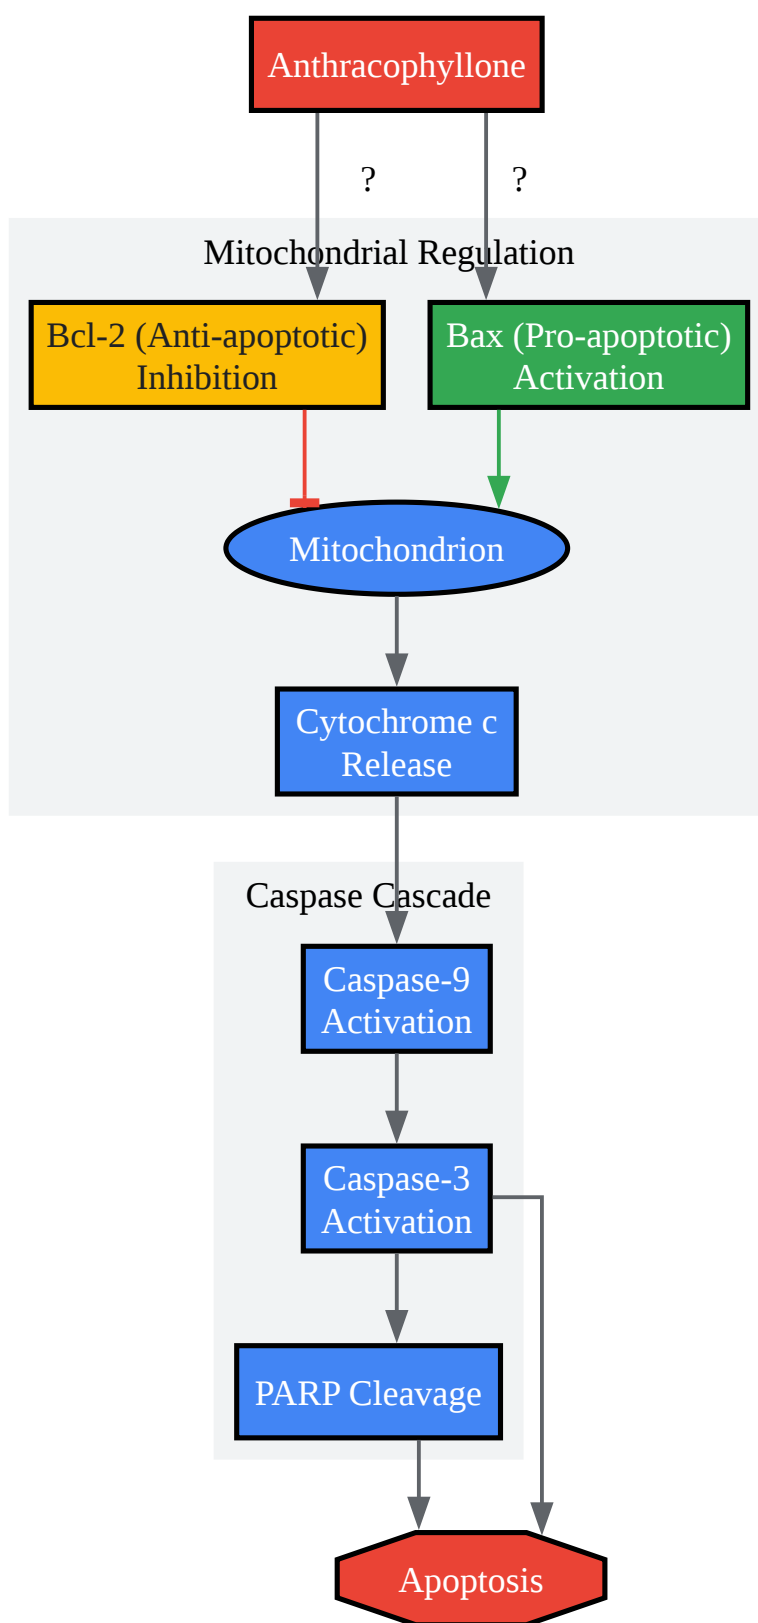 Anthracophyllone
?
?
Mitochondrial Regulation
Bcl-2 (Anti-apoptotic)
Inhibition
Bax (Pro-apoptotic)
Activation
Mitochondrion
Cytochrome c
Release
Caspase Cascade
Caspase-9
Activation
Caspase-3
Activation
PARP Cleavage
Apoptosis